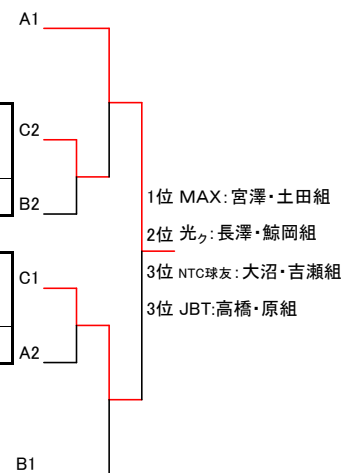 A1
C2
B2
1位 MAX:宮澤・土田組
2位 光ヶ:長澤・鯨岡組
C1
3位 NTC球友:大沼・吉瀬組
3位 JBT:高橋・原組
A2
B1